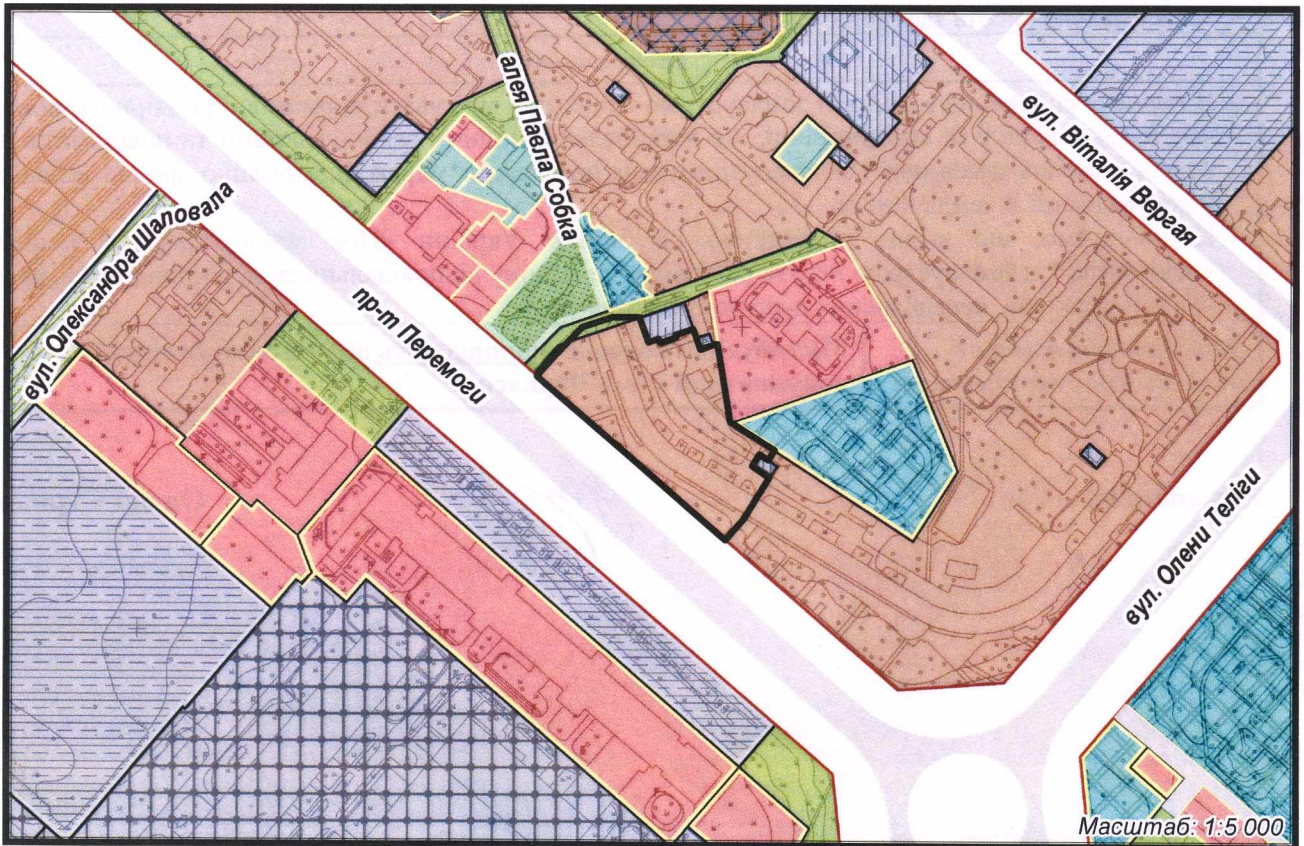 алея Павла Собка
вул. Віталія Вергая
вул. Олександра Шаповала
пр-т Перемоги
вул. Олени Теліги
Масштаб: 1:5 000